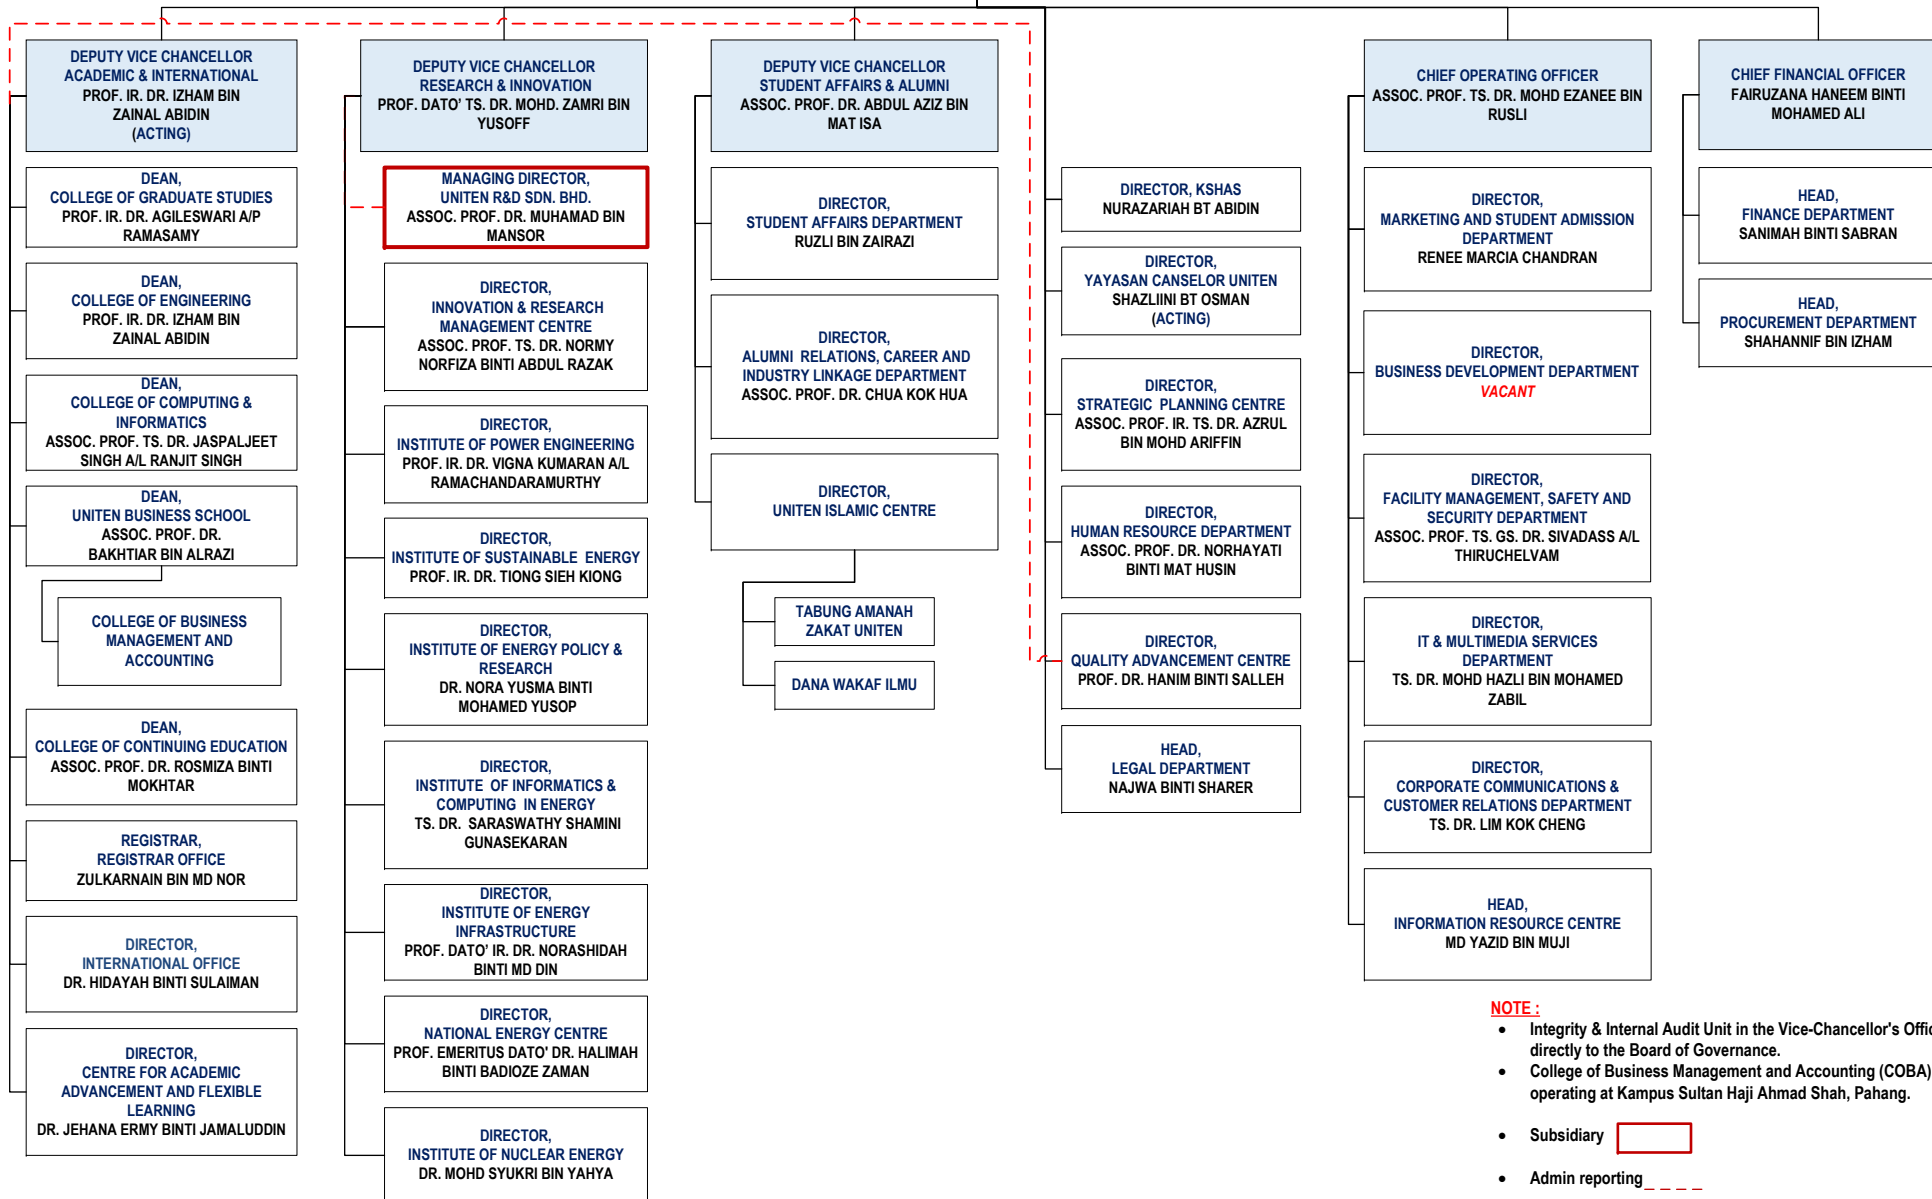 DEPUTY VICE CHANCELLOR
ACADEMIC & INTERNATIONAL
PROF. IR. DR. IZHAM BIN
ZAINAL ABIDIN
(ACTING)
DEAN,
COLLEGE OF GRADUATE STUDIES
PROF. IR. DR. AGILESWARI A/P
RAMASAMY
DEAN,
COLLEGE OF ENGINEERING
PROF. IR. DR. IZHAM BIN
ZAINAL ABIDIN
DEAN,
COLLEGE OF COMPUTING &
INFORMATICS
ASSOC. PROF. TS. DR. JASPALJEET
SINGH A/L RANJIT SINGH
DEAN,
UNITEN BUSINESS SCHOOL
ASSOC. PROF. DR.
BAKHTIAR BIN ALRAZI
COLLEGE OF BUSINESS
MANAGEMENT AND
ACCOUNTING
DEAN,
COLLEGE OF CONTINUING EDUCATION
ASSOC. PROF. DR. ROSMIZA BINTI
MOKHTAR
REGISTRAR,
REGISTRAR OFFICE
ZULKARNAIN BIN MD NOR
DIRECTOR,
INTERNATIONAL OFFICE
DR. HIDAYAH BINTI SULAIMAN
DIRECTOR,
CENTRE FOR ACADEMIC
ADVANCEMENT AND FLEXIBLE
LEARNING
DR. JEHANA ERMY BINTI JAMALUDDIN
DEPUTY VICE CHANCELLOR
RESEARCH & INNOVATION
PROF. DATO' TS. DR. MOHD. ZAMRI BIN
YUSOFF
MANAGING DIRECTOR,
UNITEN R&D SDN. BHD.
ASSOC. PROF. DR. MUHAMAD BIN
MANSOR
DIRECTOR,
INNOVATION & RESEARCH
MANAGEMENT CENTRE
ASSOC. PROF. TS. DR. NORMY
NORFIZA BINTI ABDUL RAZAK
DIRECTOR,
INSTITUTE OF POWER ENGINEERING
PROF. IR. DR. VIGNA KUMARAN A/L
RAMACHANDARAMURTHY
DIRECTOR,
INSTITUTE OF SUSTAINABLE ENERGY
PROF. IR. DR. TIONG SIEH KIONG
DIRECTOR,
INSTITUTE OF ENERGY POLICY &
RESEARCH
DR. NORA YUSMA BINTI
MOHAMED YUSOP
DIRECTOR,
INSTITUTE OF INFORMATICS &
COMPUTING IN ENERGY
TS. DR. SARASWATHY SHAMINI
GUNASEKARAN
DIRECTOR,
INSTITUTE OF ENERGY
INFRASTRUCTURE
PROF. DATO' IR. DR. NORASHIDAH
BINTI MD DIN
DIRECTOR,
NATIONAL ENERGY CENTRE
PROF. EMERITUS DATO' DR. HALIMAH
BINTI BADIOZE ZAMAN
DIRECTOR,
INSTITUTE OF NUCLEAR ENERGY
DR. MOHD SYUKRI BIN YAHYA
DEPUTY VICE CHANCELLOR
STUDENT AFFAIRS & ALUMNI
ASSOC. PROF. DR. ABDUL AZIZ BIN
MAT ISA
DIRECTOR,
STUDENT AFFAIRS DEPARTMENT
RUZLI BIN ZAIRAZI
DIRECTOR,
ALUMNI RELATIONS, CAREER AND
INDUSTRY LINKAGE DEPARTMENT
ASSOC. PROF. DR. CHUA KOK HUA
DIRECTOR,
UNITEN ISLAMIC CENTRE
TABUNG AMANAH
ZAKAT UNITEN
DANA WAKAF ILMU
DIRECTOR, KSHAS
NURAZARIAH BT ABIDIN
DIRECTOR,
YAYASAN CANSELOR UNITEN
SHAZLIINI BT OSMAN
(ACTING)
DIRECTOR,
STRATEGIC PLANNING CENTRE
ASSOC. PROF. IR. TS. DR. AZRUL
BIN MOHD ARIFFIN
DIRECTOR,
HUMAN RESOURCE DEPARTMENT
ASSOC. PROF. DR. NORHAYATI
BINTI MAT HUSIN
DIRECTOR,
QUALITY ADVANCEMENT CENTRE
PROF. DR. HANIM BINTI SALLEH
HEAD,
LEGAL DEPARTMENT
NAJWA BINTI SHARER
CHIEF OPERATING OFFICER
ASSOC. PROF. TS. DR. MOHD EZANEE BIN
RUSLI
DIRECTOR,
MARKETING AND STUDENT ADMISSION
DEPARTMENT
RENEE MARCIA CHANDRAN
DIRECTOR,
BUSINESS DEVELOPMENT DEPARTMENT
VACANT
DIRECTOR,
FACILITY MANAGEMENT, SAFETY AND
SECURITY DEPARTMENT
ASSOC. PROF. TS. GS. DR. SIVADASS A/L
THIRUCHELVAM
DIRECTOR,
IT & MULTIMEDIA SERVICES
DEPARTMENT
TS. DR. MOHD HAZLI BIN MOHAMED
ZABIL
DIRECTOR,
CORPORATE COMMUNICATIONS &
CUSTOMER RELATIONS DEPARTMENT
TS. DR. LIM KOK CHENG
HEAD,
INFORMATION RESOURCE CENTRE
MD YAZID BIN MUJI
CHIEF FINANCIAL OFFICER
FAIRUZANA HANEEM BINTI
MOHAMED ALI
HEAD,
FINANCE DEPARTMENT
SANIMAH BINTI SABRAN
HEAD,
PROCUREMENT DEPARTMENT
SHAHANNIF BIN IZHAM
NOTE :
• Integrity & Internal Audit Unit in the Vice-Chancellor's
directly to the Board of Governance.
• College of Business Management and Accounting (COBA)
operating at Kampus Sultan Haji Ahmad Shah, Pahang.
• Subsidiary
• Admin reporting